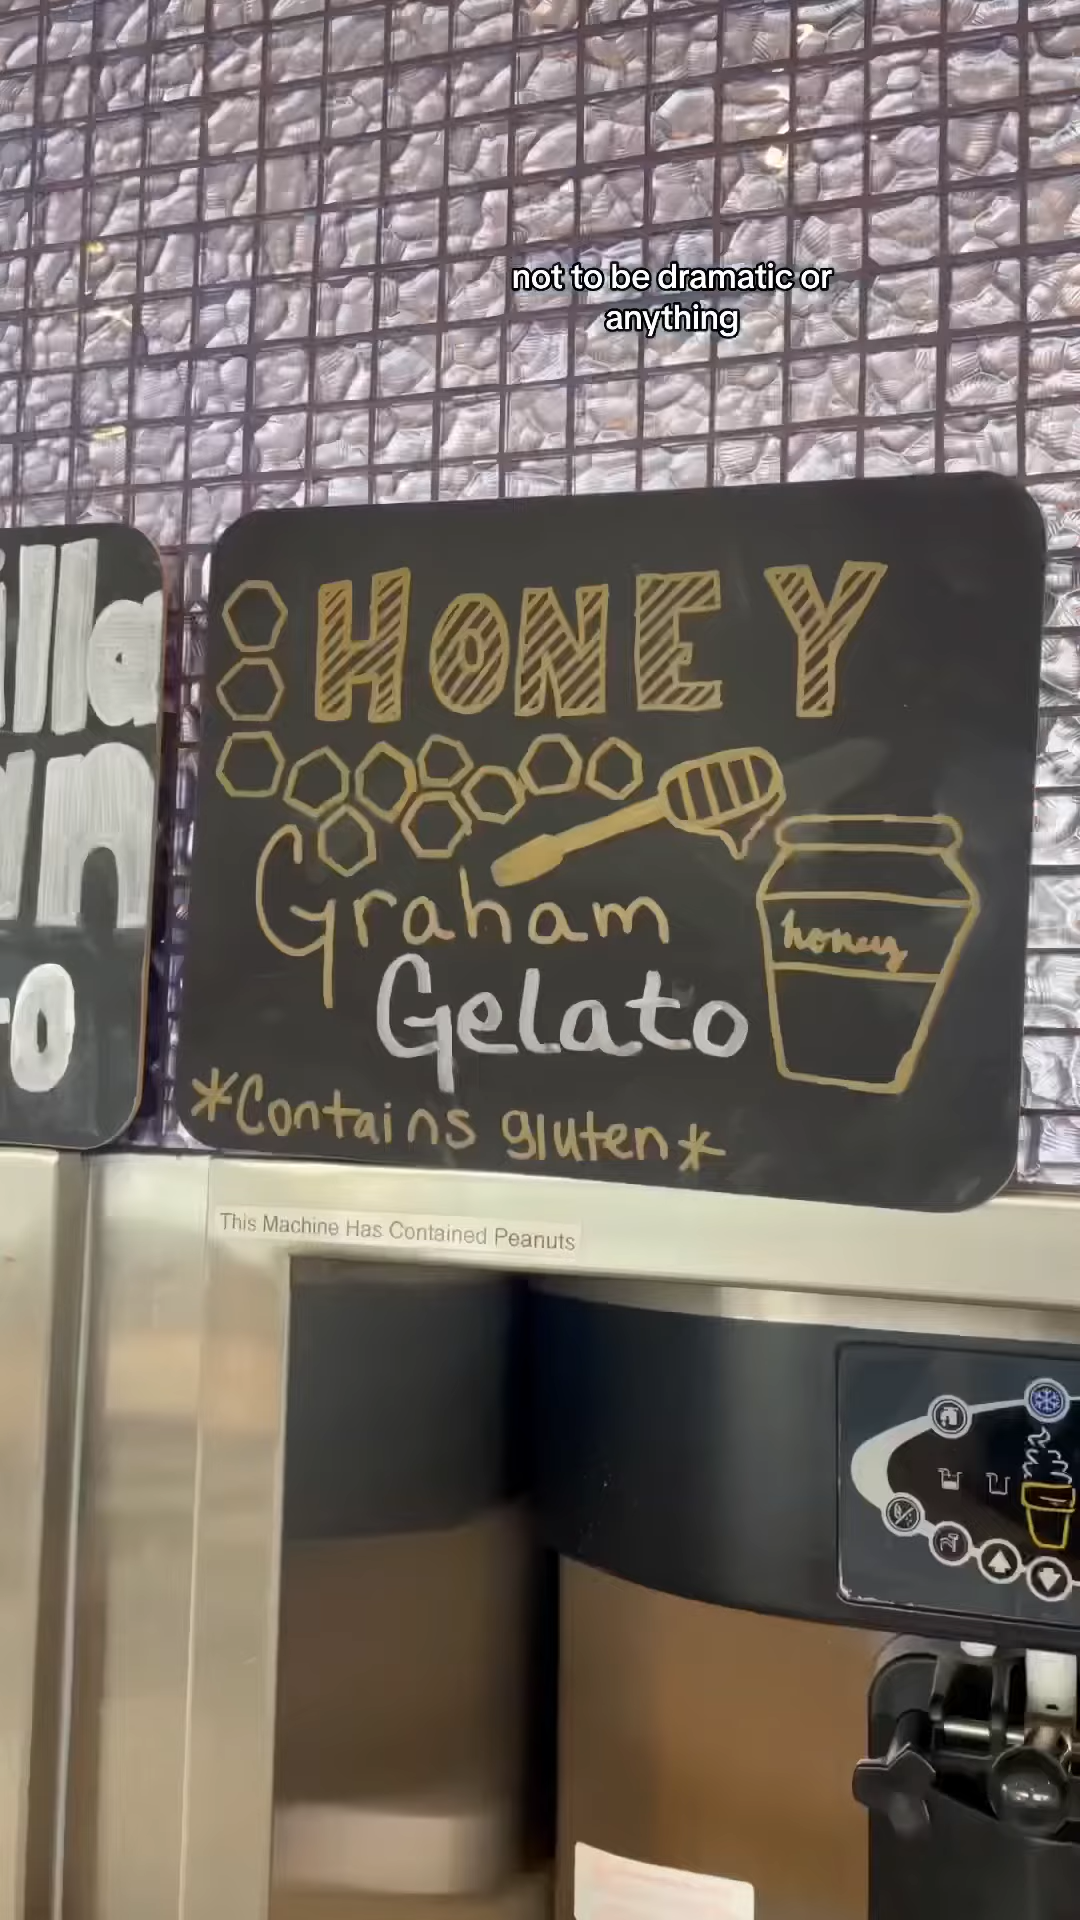 not to be dramatic or
anything
HONEY
honey
Graham
Gelato
*Contains gluten*
This Machine Has Contained Peanuts